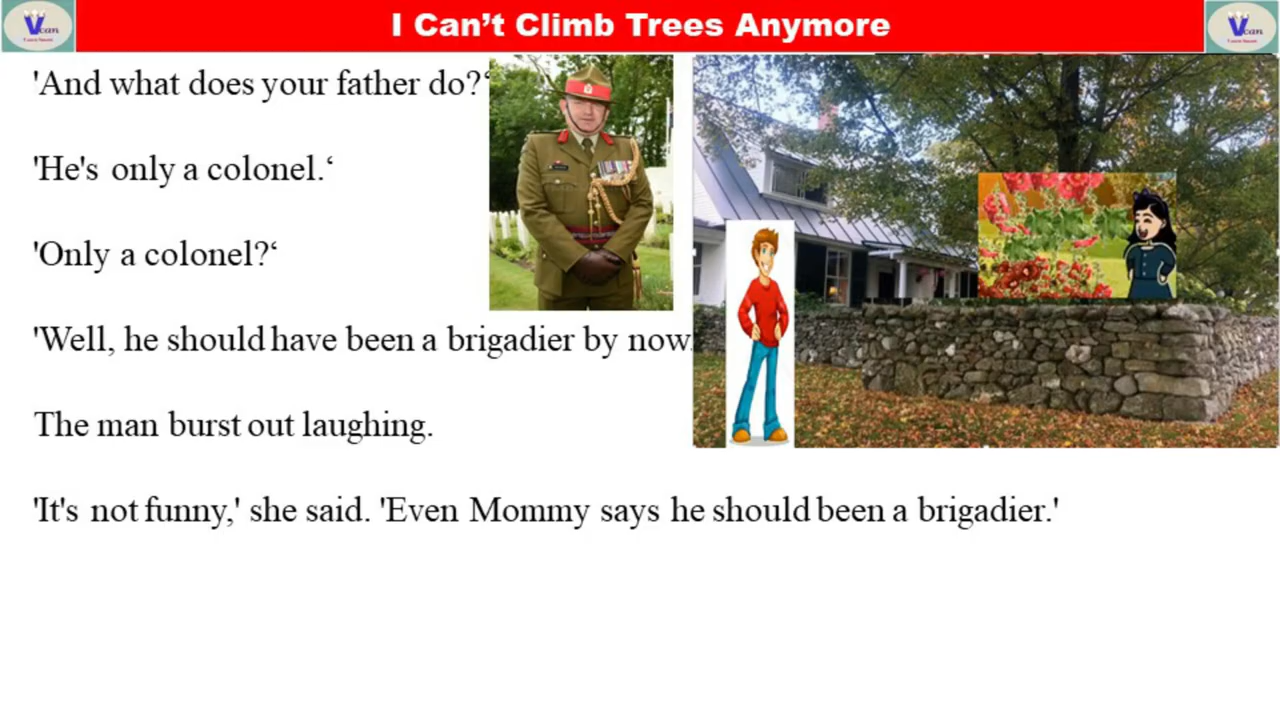 I Can’t Climb Trees Anymore
Vcan
Vcan
'And what does your father do?‘
'He's only a colonel.‘
'Only a colonel?‘
'Well, he should have been a brigadier by now.
The man burst out laughing.
'It's not funny,' she said. 'Even Mommy says he should been a brigadier.'